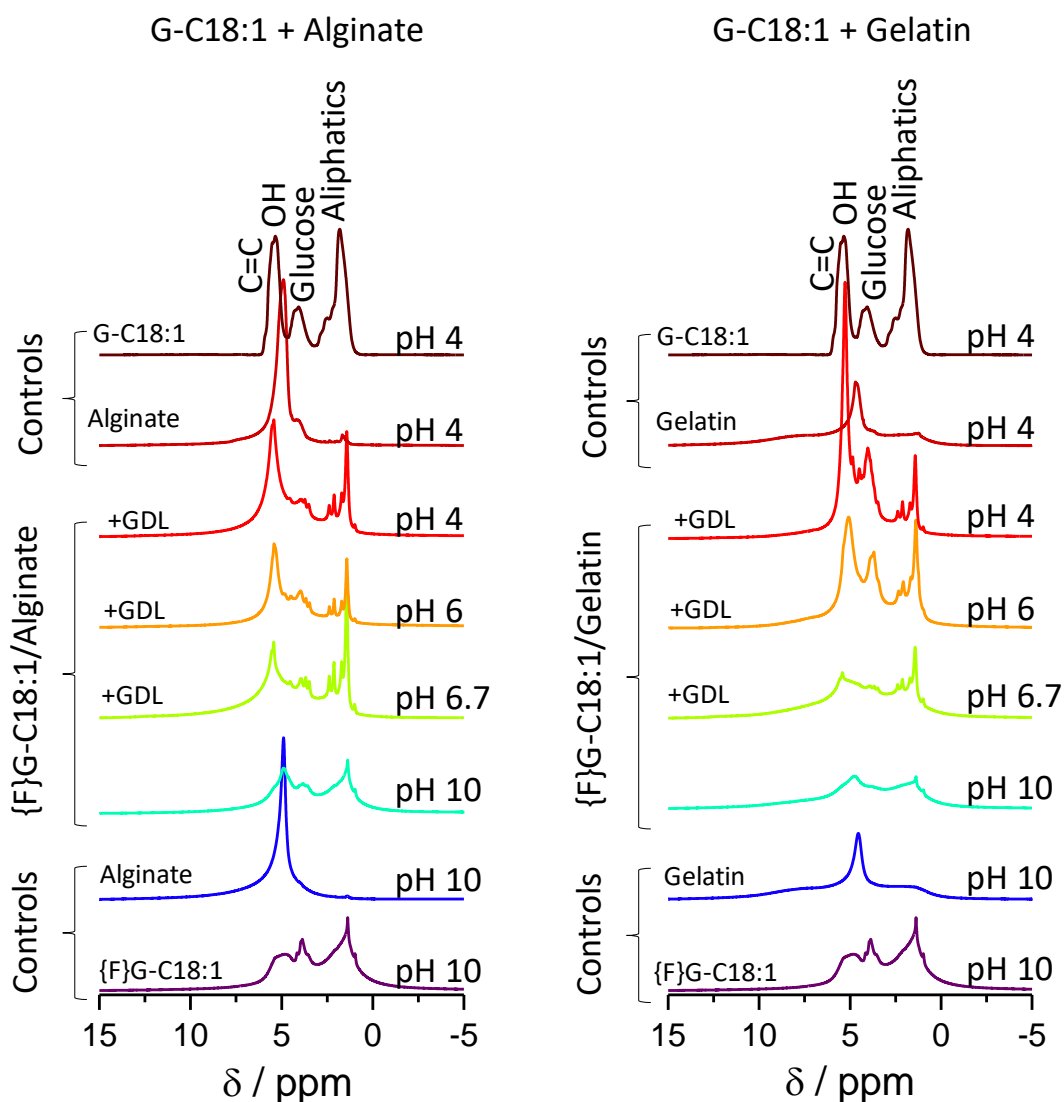 G-C18:1 + Alginate
C=C
OH
Glucose
Aliphatics
Controls
G-C18:1
pH 4
Alginate
pH 4
{F}G-C18:1/Alginate
+GDL
pH 4
+GDL
pH 6
+GDL
pH 6.7
pH 10
Controls
Alginate
pH 10
{F}G-C18:1
pH 10
15
10
5
0
-5
δ / ppm
G-C18:1 + Gelatin
C=C
OH
Glucose
Aliphatics
Controls
G-C18:1
pH 4
Gelatin
pH 4
{F}G-C18:1/Gelatin
+GDL
pH 4
+GDL
pH 6
+GDL
pH 6.7
pH 10
Controls
Gelatin
pH 10
{F}G-C18:1
pH 10
15
10
5
0
-5
δ / ppm